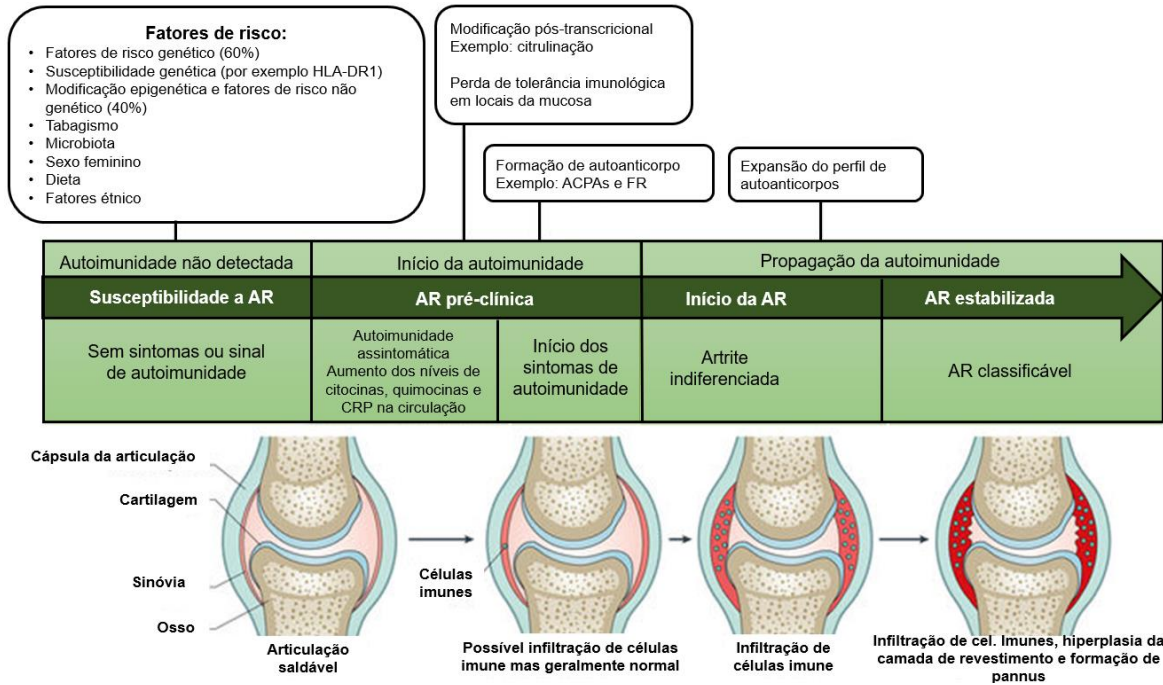 Fatores de risco:
• Fatores de risco genético (60%)
• Susceptibilidade genética (por exemplo HLA-DR1)
• Modificação epigenética e fatores de risco não
genético (40%)
• Tabagismo
• Microbiota
• Sexo feminino
• Dieta
• Fatores étnico
Modificação pós-transcricional
Exemplo: citrulinação
Perda de tolerância imunológica
em locais da mucosa
Formação de autoanticorpo
Exemplo: ACPAs e FR
Expansão do perfil de
autoanticorpos
Autoimunidade não detectada
Início da autoimunidade
Propagação da autoimunidade
Susceptibilidade a AR
AR pré-clínica
Início da AR
AR estabilizada
Sem sintomas ou sinal
de autoimunidade
Autoimunidade
assintomática
Aumento dos níveis de
citocinas, quimocinas e
CRP na circulação
Início dos
sintomas de
autoimunidade
Artrite
indiferenciada
AR classificável
Cápsula da articulação
Cartilagem
Sinóvia
Osso
Células
imunes
Articulação
saldável
Possível infiltração de células
imune mas geralmente normal
Infiltração de
células imune
Infiltração de cel. Imunes, hiperplasia da
camada de revestimento e formação de
pannus